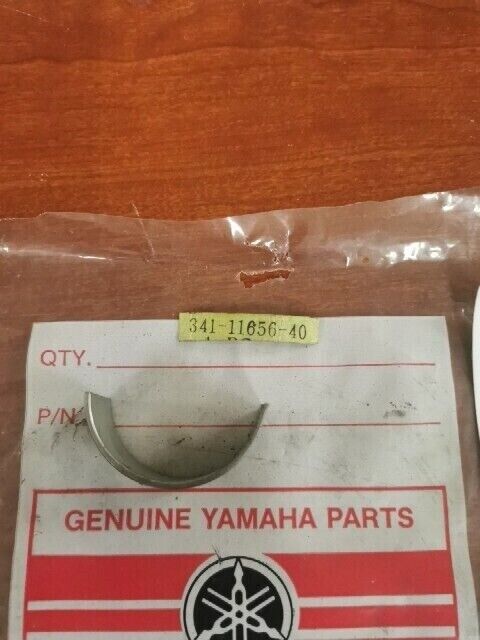 341-11656-40
QTY.
P/N
GENUINE YAMAHA PARTS